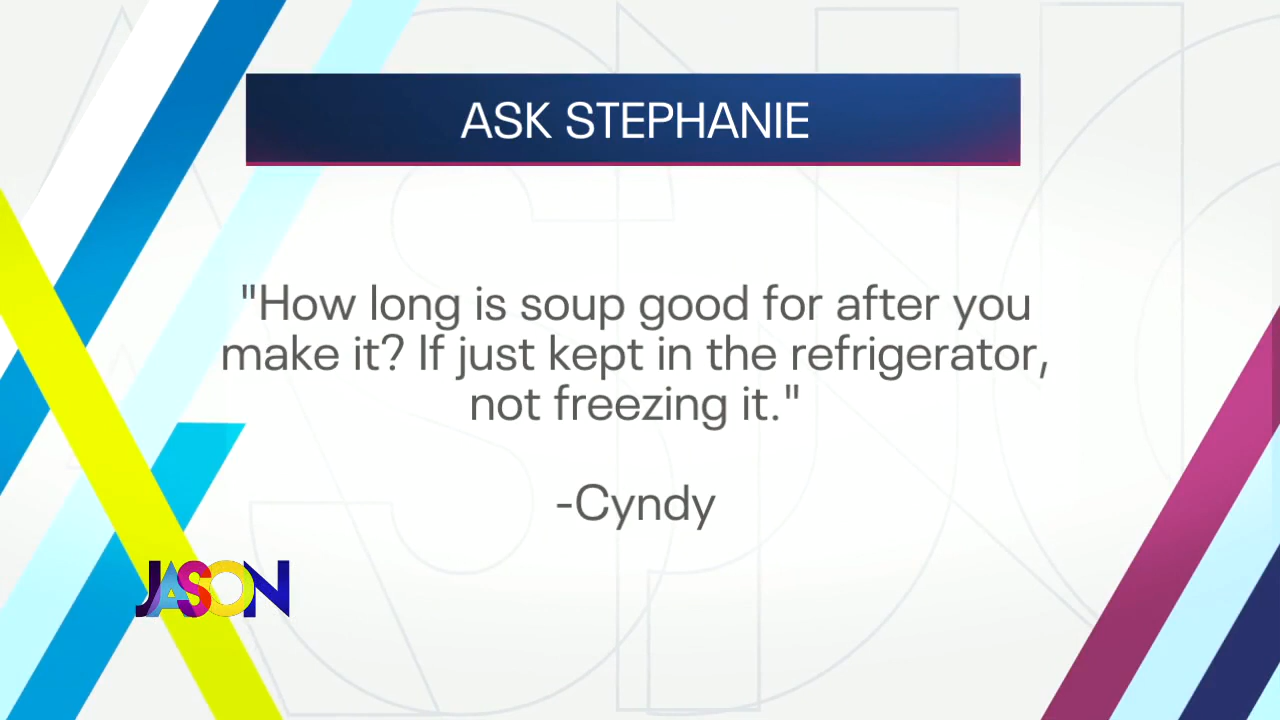 ASK STEPHANIE
"How long is soup good for after you
make it? If just kept in the refrigerator,
not freezing it."
-Cyndy
JASON